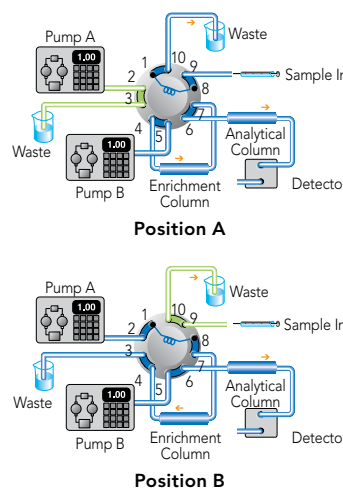 Pump A
1.00
Waste
1
10
9
2
Sample In
3
8
7
4
5
6
Waste
1.00
Analytical
Column
Pump B
Enrichment
Column
Detecto
Position A
Pump A
1.00
Waste
1
10
9
2
Sample In
3
8
7
4
5
6
Waste
1.00
Analytical
Column
Pump B
Enrichment
Column
Detecto
Position B